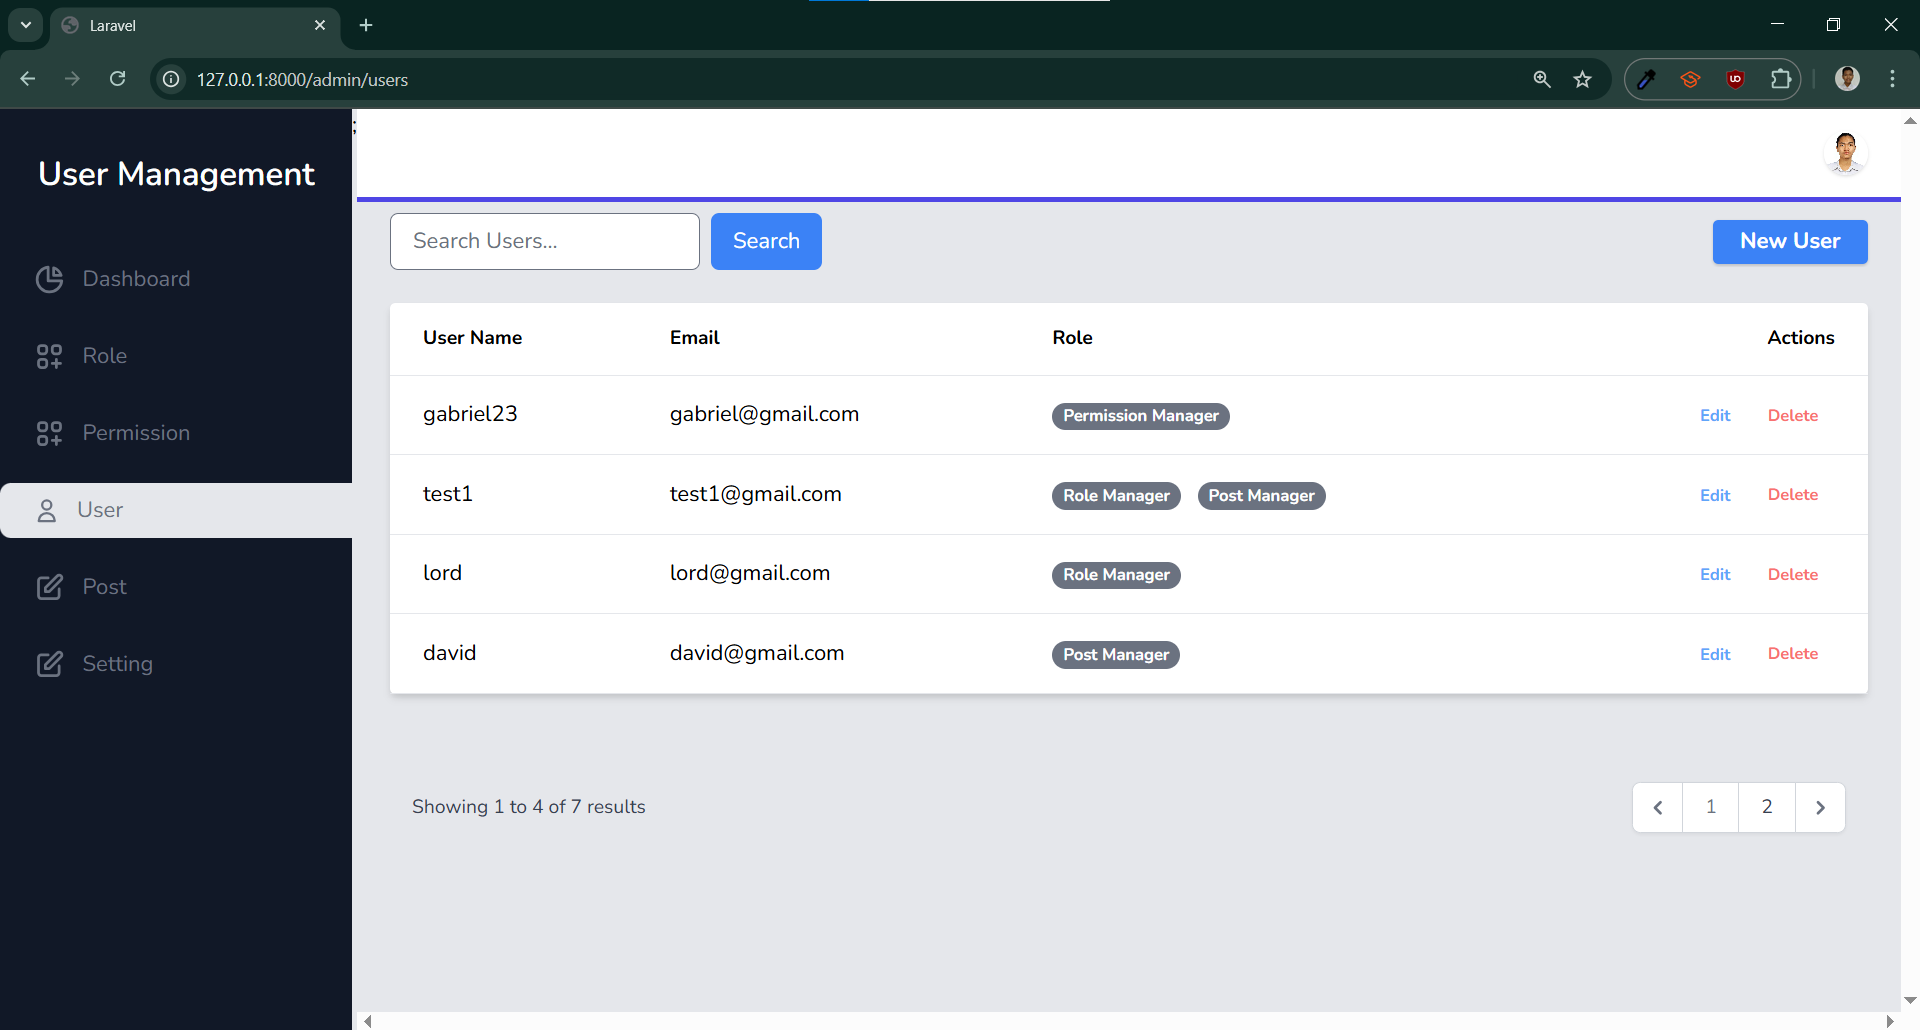 Laravel
127.0.0.1:8000/admin/users
;
User Management
Dashboard
Role
Permission
User
Post
Setting
Search Users...
Search
New User
User Name Email Role Actions
gabriel23 gabriel@gmail.com Permission Manager Edit Delete
test1 test1@gmail.com Role Manager Post Manager Edit Delete
lord lord@gmail.com Role Manager Edit Delete
david david@gmail.com Post Manager Edit Delete
Showing 1 to 4 of 7 results
1 2